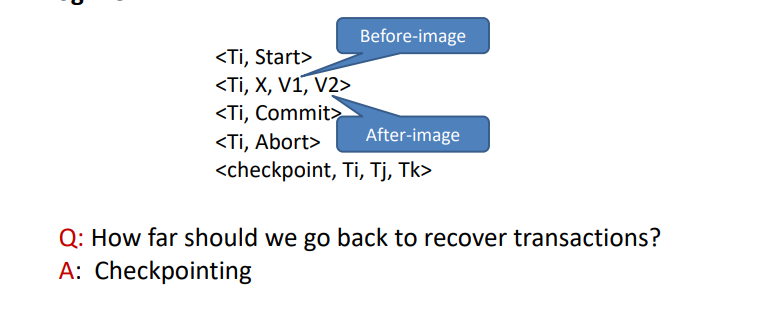 Before-image
<Ti, Start>
<Ti, X, V1, V2>
<Ti, Commit>
After-image
<Ti, Abort>
<checkpoint, Ti, Tj, Tk>
Q: How far should we go back to recover transactions?
A: Checkpointing